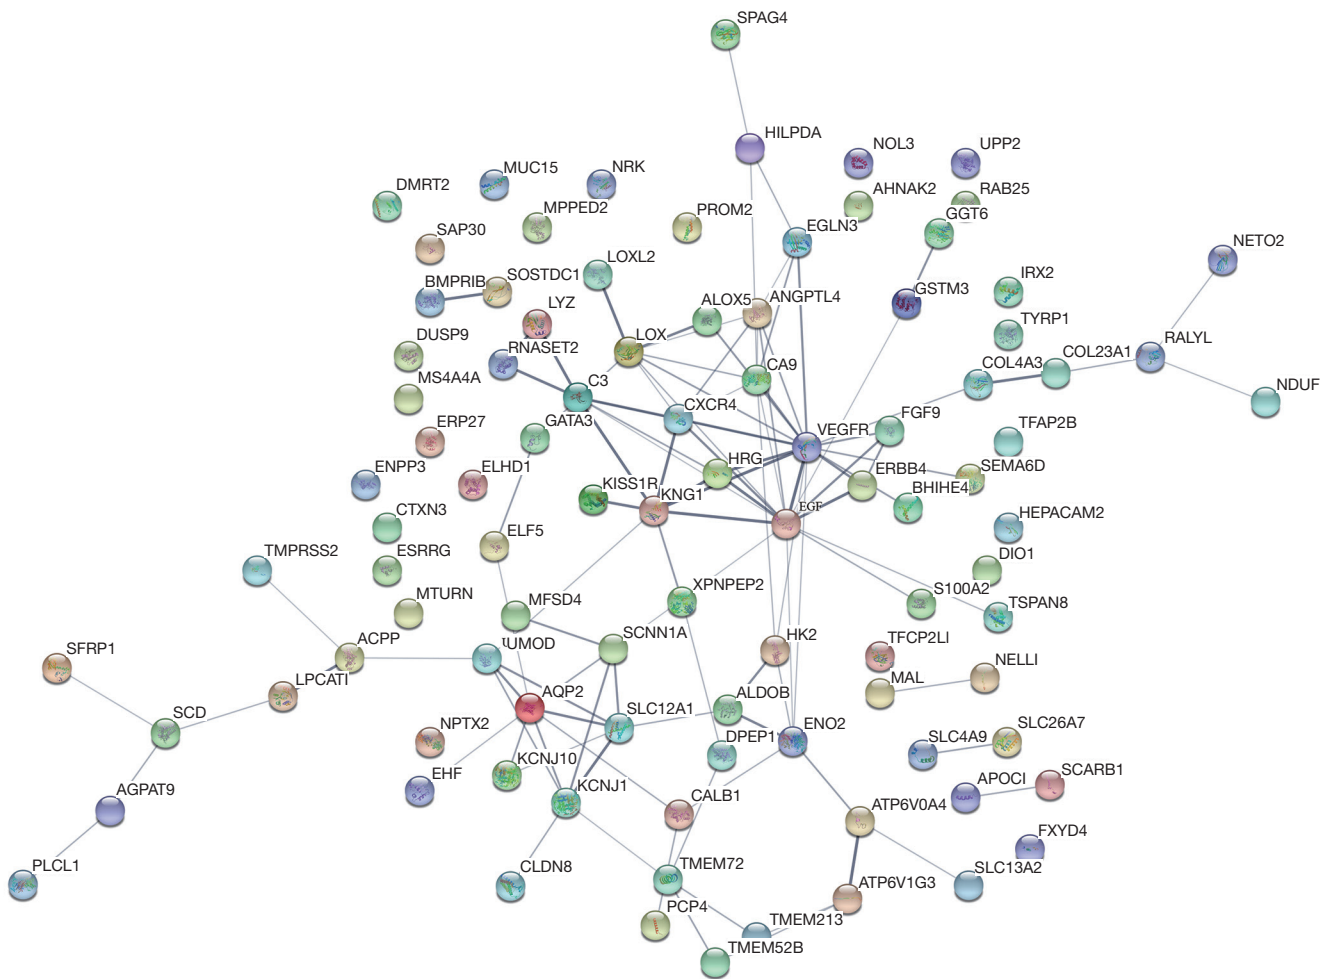 SPAG4
HILPDA
NOL3
UPP2
MUC15
NRK
DMRT2
AHNAK2
RAB25
MPPED2
PROM2
GGT6
EGLN3
SAP30
NETO2
LOXL2
SOSTDC1
BMPRIB
IRX2
ALOX5
ANGPTL4
GSTM3
LYZ
TYRP1
LOX
DUSP9
RNASET2
COL4A3
COL23A1
RALYL
CA9
MS4A4A
C3
NDUF
CXCR4
GATA3
VEGFR
FGF9
TFAP2B
ERP27
HRG
ERBB4
SEMA6D
ENPP3
ELHD1
KISS1R
KNG1
BHIHE4
EGF
CTXN3
HEPACAM2
ELF5
TMPRSS2
ESRRG
DIO1
XPNPEP2
S100A2
MTURN
MFSD4
TSPAN8
SCNN1A
HK2
ACPP
UMOD
TFCP2LI
SFRP1
NELLI
LPCATI
MAL
AQP2
ALDOB
SCD
SLC12A1
NPTX2
DPEP1
ENO2
SLC26A7
SLC4A9
KCNJ10
EHF
SCARB1
APOCI
AGPAT9
KCNJ1
CALB1
ATP6V0A4
FXYD4
PLCL1
CLDN8
TMEM72
SLC13A2
ATP6V1G3
PCP4
TMEM213
TMEM52B